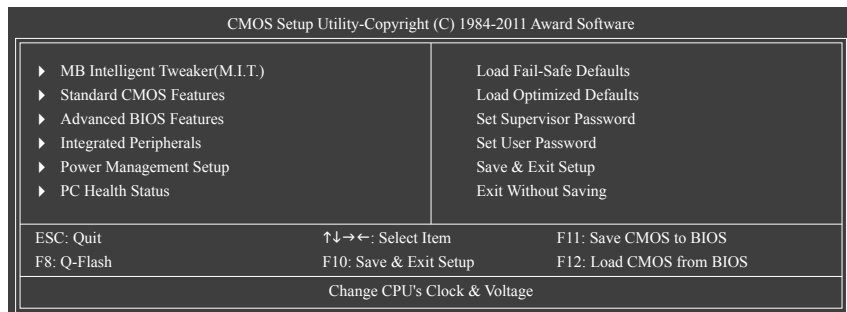 CMOS Setup Utility-Copyright (C) 1984-2011 Award Software
MB Intelligent Tweaker(M.I.T.)
Standard CMOS Features
Advanced BIOS Features
Integrated Peripherals
Power Management Setup
PC Health Status
Load Fail-Safe Defaults
Load Optimized Defaults
Set Supervisor Password
Set User Password
Save & Exit Setup
Exit Without Saving
ESC: Quit ↑↓→←: Select Item F11: Save CMOS to BIOS
F8: Q-Flash F10: Save & Exit Setup F12: Load CMOS from BIOS
Change CPU's Clock & Voltage